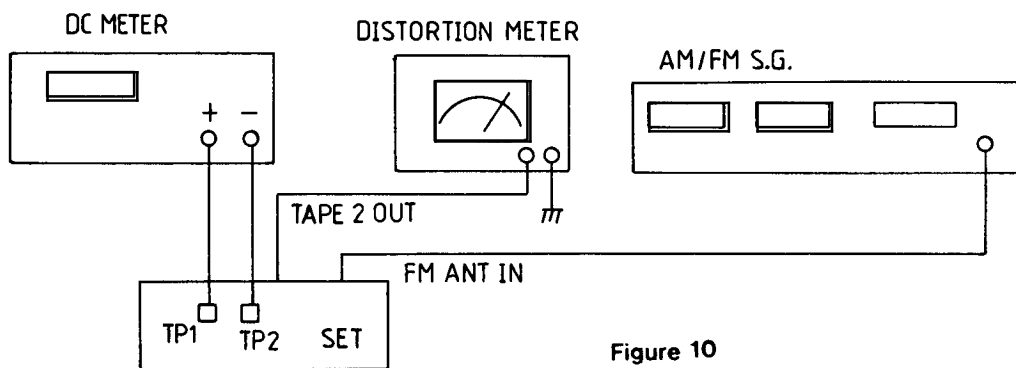 DC METER
DISTORTION METER
AM/FM S.G.
+ -
TAPE 2 OUT
FM ANT IN
TP1 TP2 SET
Figure 10